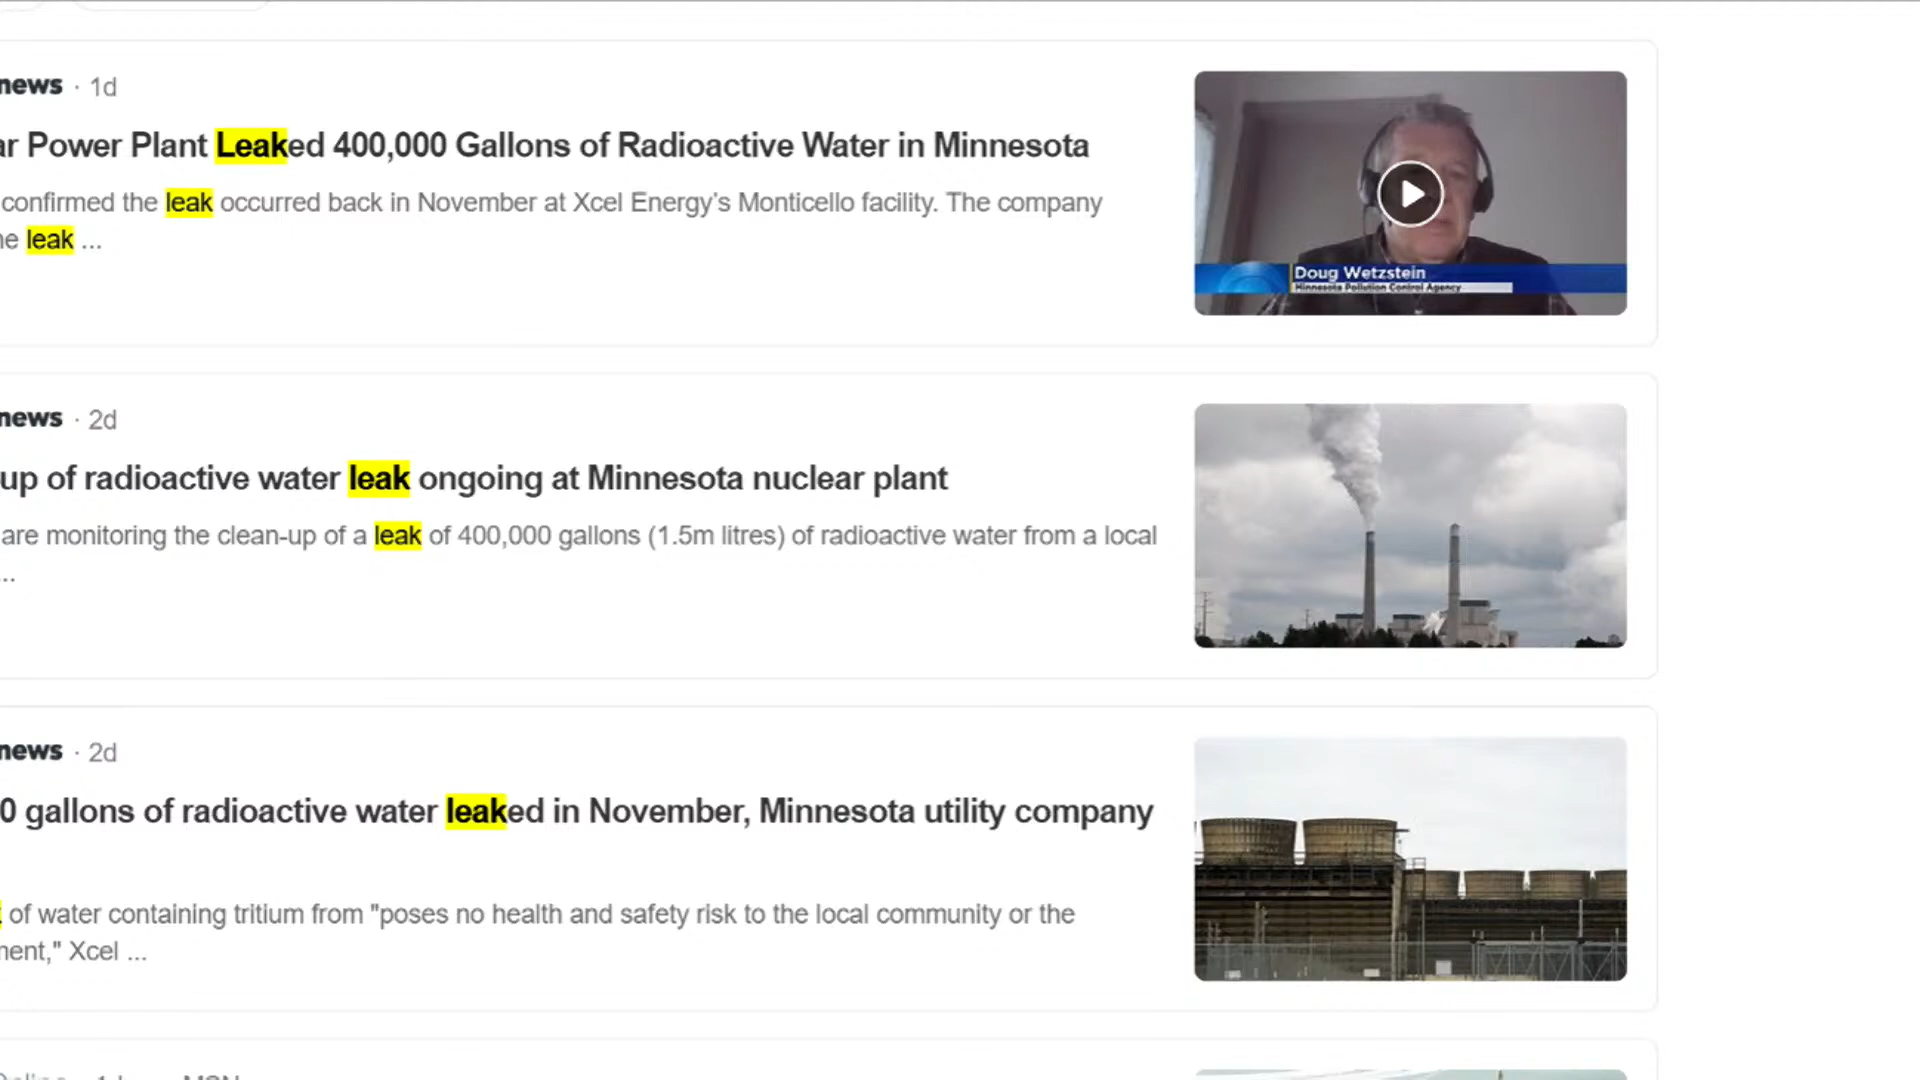 news · 1d
ar Power Plant Leaked 400,000 Gallons of Radioactive Water in Minnesota
confirmed the leak occurred back in November at Xcel Energy's Monticello facility. The company
he leak ...
Doug Wetzstein
Minnesota Pollution Control Agency
news · 2d
up of radioactive water leak ongoing at Minnesota nuclear plant
are monitoring the clean-up of a leak of 400,000 gallons (1.5m litres) of radioactive water from a local
...
news · 2d
0 gallons of radioactive water leaked in November, Minnesota utility company
of water containing tritium from "poses no health and safety risk to the local community or the
ment," Xcel ...